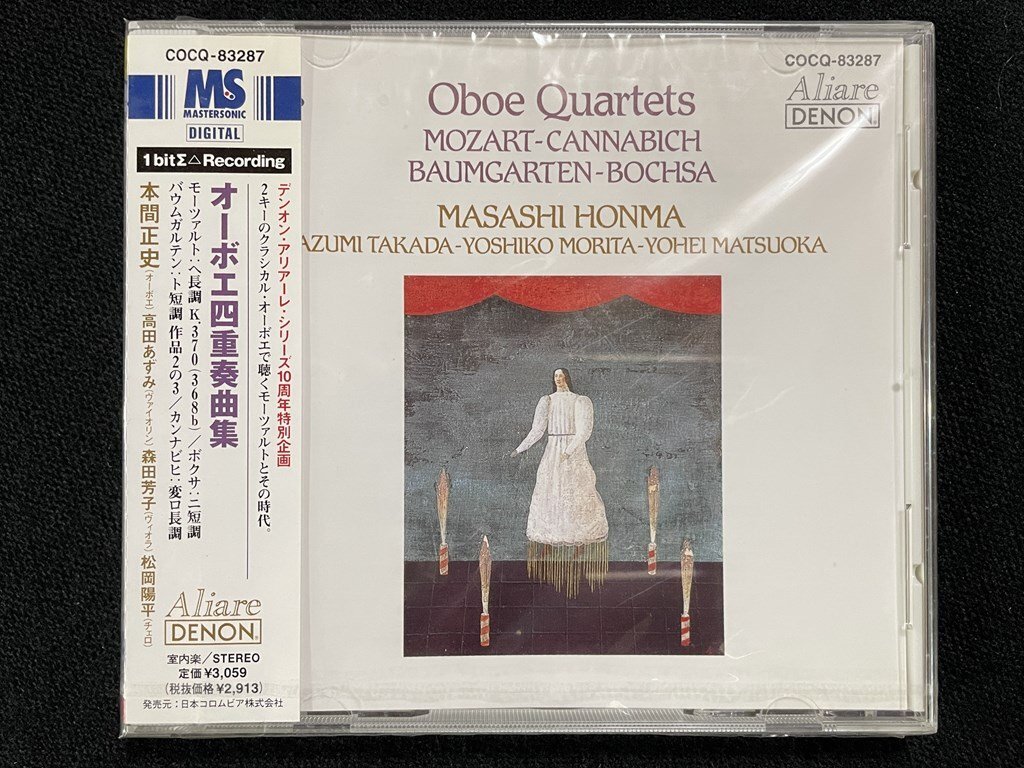 COCQ-83287
MS
MASTERSONIC
DIGITAL
1bitΣ△Recording
デンオン・アリアーレ・シリーズ10周年特別企画
2キーのクラシカル・オーボエで聴くモーツァルトとその時代。
オーボエ四重奏曲集
モーツァルト:ヘ長調 K.370(368b)/ボクサ:ニ短調
バウムガルテン:ト短調 作品2の3/カンナビヒ:変ロ長調
本間正史(オーボエ) 高田あずみ(ヴァイオリン) 森田芳子(ヴィオラ) 松岡陽平(チェロ)
Aliare
DENON
室内楽/STEREO
定価¥3,059
(税抜価格¥2,913)
発売元:日本コロムビア株式会社
COCQ-83287
Aliare
DENON
Oboe Quartets
MOZART-CANNABICH
BAUMGARTEN-BOCHSA
MASASHI HONMA
AZUMI TAKADA-YOSHIKO MORITA-YOHEI MATSUOKA